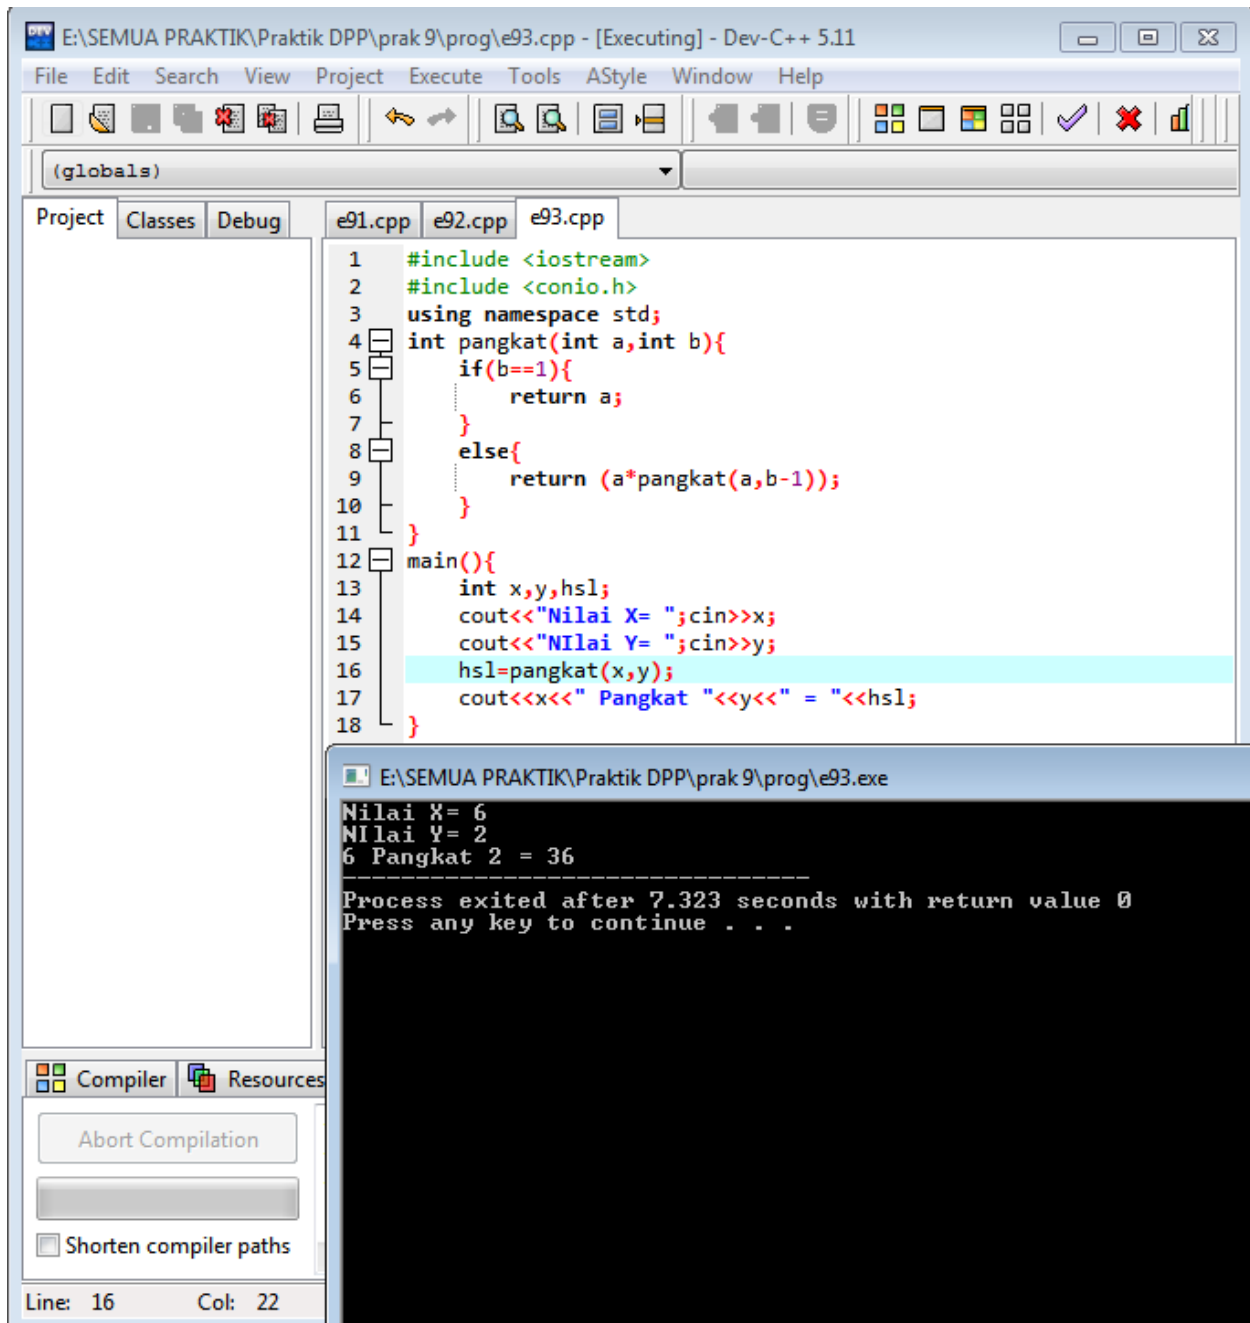 E:\SEMUA PRAKTIK\Praktik DPP\prak 9\prog\e93.cpp - [Executing] - Dev-C++ 5.11
File Edit Search View Project Execute Tools AStyle Window Help
(globals)
Project Classes Debug
e91.cpp e92.cpp e93.cpp
1 #include <iostream>
2 #include <conio.h>
3 using namespace std;
4 int pangkat(int a,int b){
5 if(b==1){
6 return a;
7 }
8 else{
9 return (a*pangkat(a,b-1));
10 }
11 }
12 main(){
13 int x,y,hsl;
14 cout<<"Nilai X= ";cin>>x;
15 cout<<"NIlai Y= ";cin>>y;
16 hsl=pangkat(x,y);
17 cout<<x<<" Pangkat "<<y<<" = "<<hsl;
18 }
E:\SEMUA PRAKTIK\Praktik DPP\prak 9\prog\e93.exe
Nilai X= 6
NIlai Y= 2
6 Pangkat 2 = 36
--------------------------------
Process exited after 7.323 seconds with return value 0
Press any key to continue . . .
Compiler Resources
Abort Compilation
Shorten compiler paths
Line: 16 Col: 22